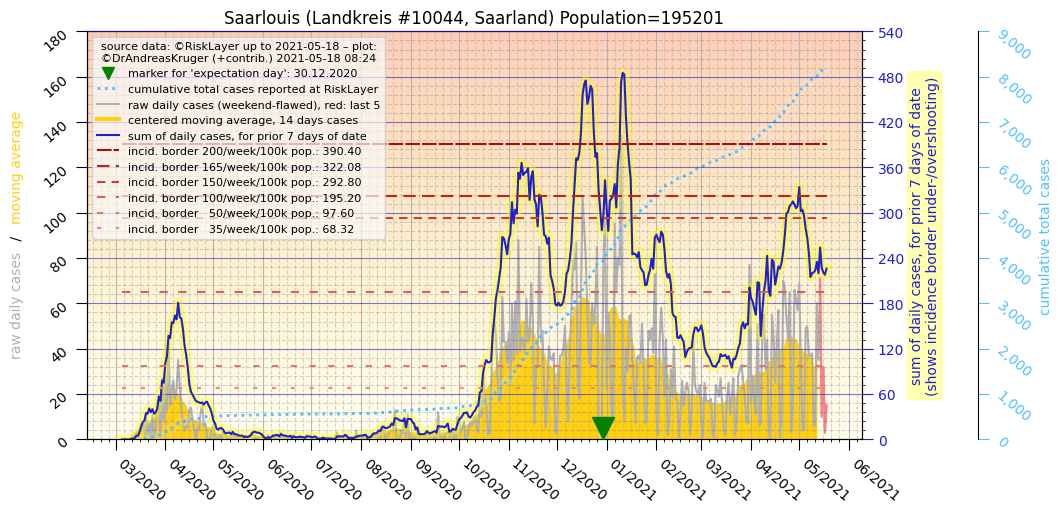 Saarlouis (Landkreis #10044, Saarland) Population=195201
source data: ©RiskLayer up to 2021-05-18 – plot:
©DrAndreasKruger (+contrib.) 2021-05-18 08:24
marker for 'expectation day': 30.12.2020
cumulative total cases reported at RiskLayer
raw daily cases (weekend-flawed), red: last 5
centered moving average, 14 days cases
sum of daily cases, for prior 7 days of date
incid. border 200/week/100k pop.: 390.40
incid. border 165/week/100k pop.: 322.08
incid. border 150/week/100k pop.: 292.80
incid. border 100/week/100k pop.: 195.20
incid. border   50/week/100k pop.: 97.60
incid. border   35/week/100k pop.: 68.32
raw daily cases / moving average
180
160
140
120
100
80
60
40
20
0
03/2020
04/2020
05/2020
06/2020
07/2020
08/2020
09/2020
10/2020
11/2020
12/2020
01/2021
02/2021
03/2021
04/2021
05/2021
06/2021
540
480
420
360
300
240
180
120
60
0
sum of daily cases, for prior 7 days of date
(shows incidence border under-/overshooting)
9,000
8,000
7,000
6,000
5,000
4,000
3,000
2,000
1,000
0
cumulative total cases